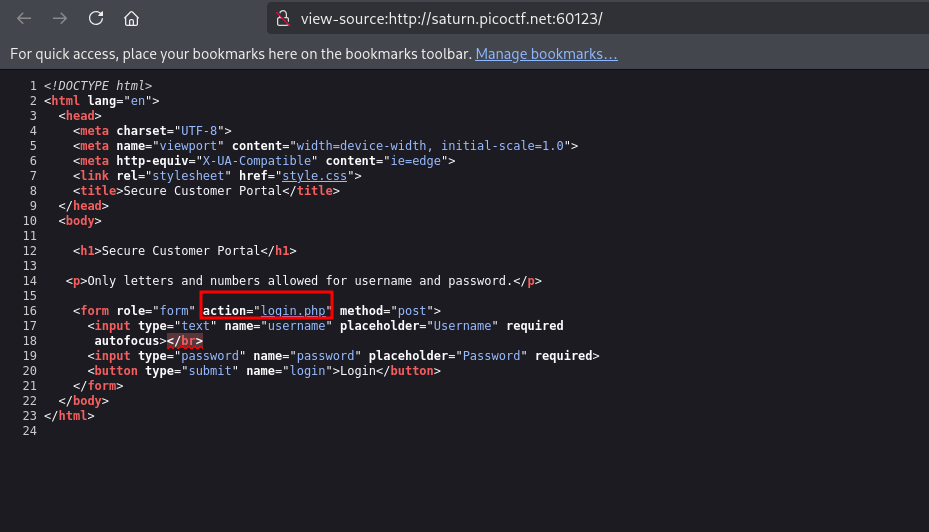 view-source:http://saturn.picoctf.net:60123/
For quick access, place your bookmarks here on the bookmarks toolbar. Manage bookmarks…
1 <!DOCTYPE html>
2 <html lang="en">
3 <head>
4 <meta charset="UTF-8">
5 <meta name="viewport" content="width=device-width, initial-scale=1.0">
6 <meta http-equiv="X-UA-Compatible" content="ie=edge">
7 <link rel="stylesheet" href="style.css">
8 <title>Secure Customer Portal</title>
9 </head>
10 <body>
11
12 <h1>Secure Customer Portal</h1>
13
14 <p>Only letters and numbers allowed for username and password.</p>
15
16 <form role="form" action="login.php" method="post">
17 <input type="text" name="username" placeholder="Username" required
18 autofocus></br>
19 <input type="password" name="password" placeholder="Password" required>
20 <button type="submit" name="login">Login</button>
21 </form>
22 </body>
23 </html>
24